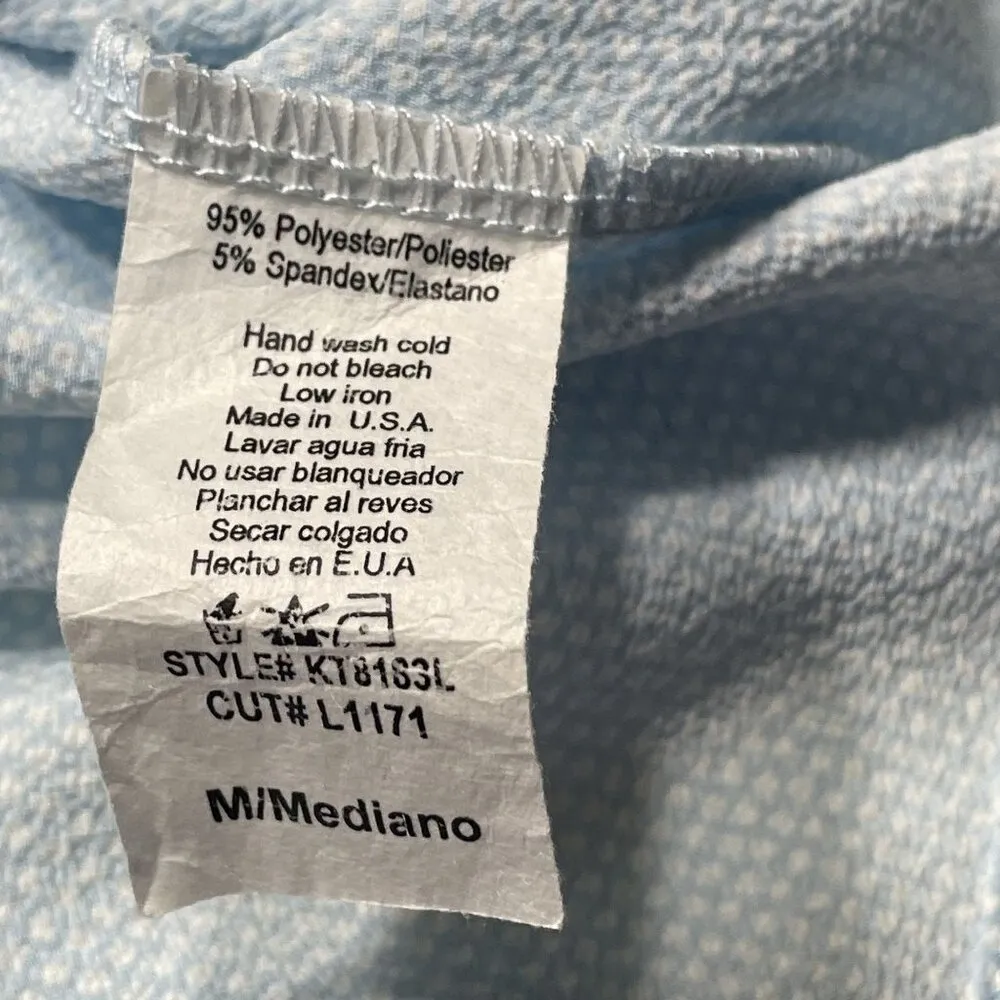 95% Polyester/Poliester
5% Spandex/Elastano
Hand wash cold
Do not bleach
Low iron
Made in U.S.A.
Lavar agua fria
No usar blanqueador
Planchar al reves
Secar colgado
Hecho en E.U.A
STYLE# KT8163L
CUT# L1171
M/Mediano